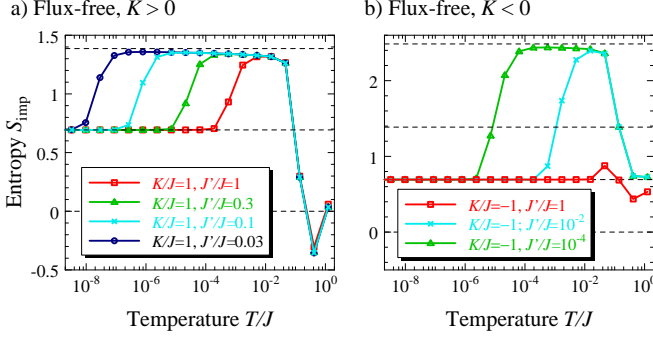 a) Flux-free, K > 0
b) Flux-free, K < 0
Entropy S_imp
1.5
1.0
0.5
0
-0.5
K/J=1, J'/J=1
K/J=1, J'/J=0.3
K/J=1, J'/J=0.1
K/J=1, J'/J=0.03
10^-8
10^-6
10^-4
10^-2
10^0
Temperature T/J
2
1
0
K/J=−1; J'/J=1
K/J=−1; J'/J=10^-2
K/J=−1; J'/J=10^-4
10^-8
10^-6
10^-4
10^-2
10^0
Temperature T/J